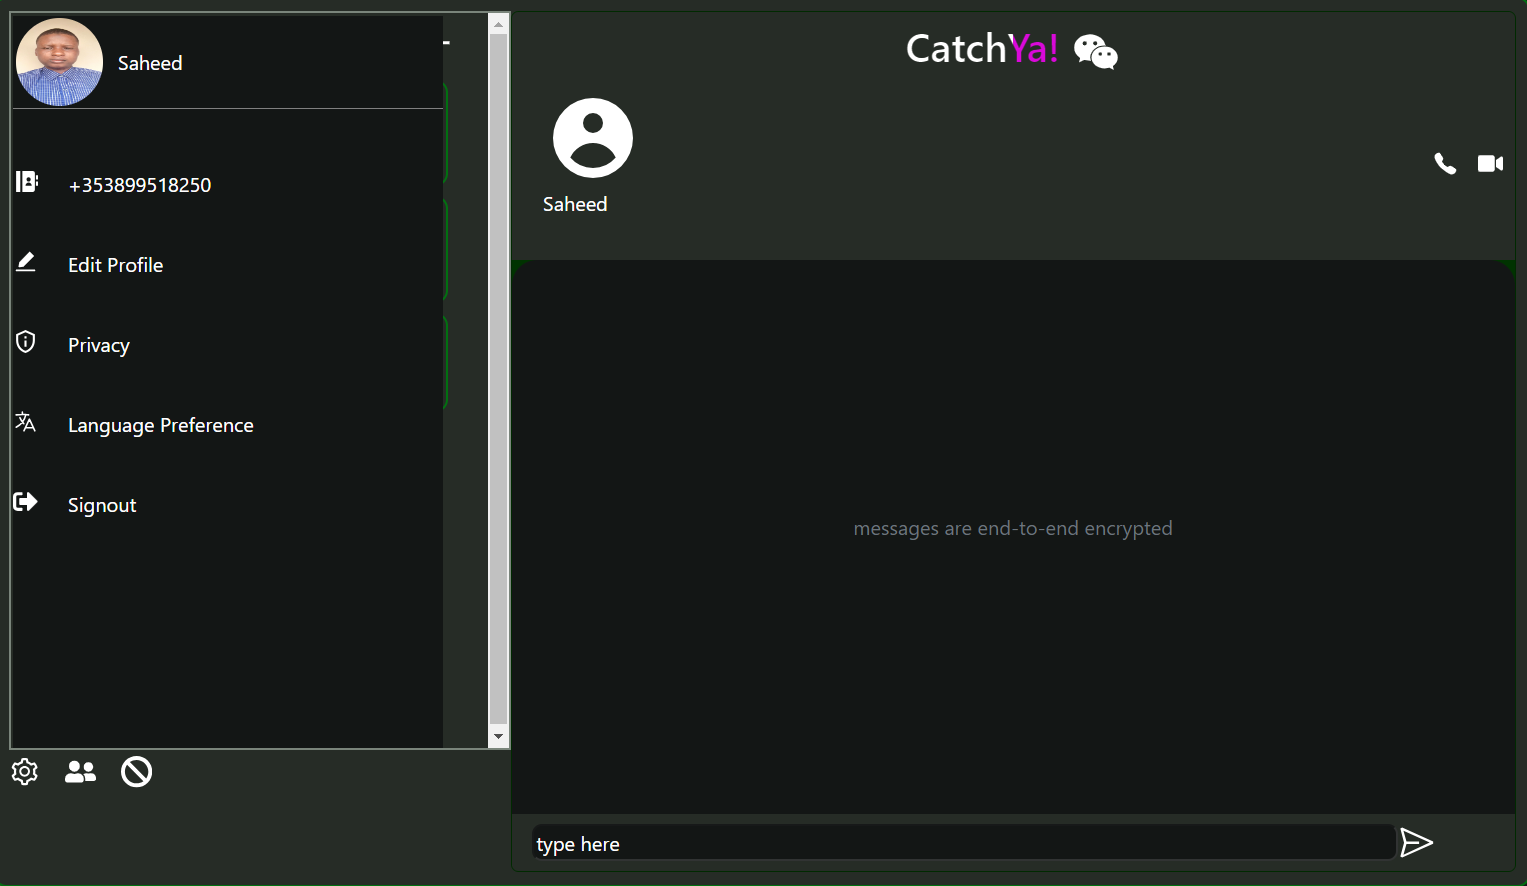 Saheed
+353899518250
Edit Profile
Privacy
Language Preference
Signout
CatchYa!
Saheed
messages are end-to-end encrypted
type here